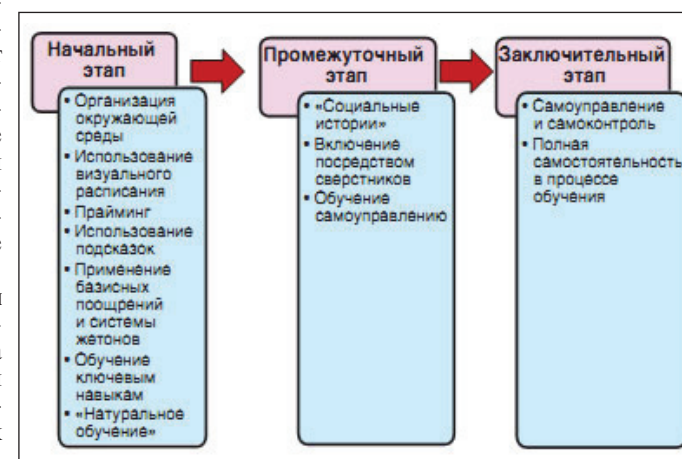 Начальный
этап
• Организация
окружающей
среды
• Использование
визуального
расписания
• Прайминг
• Использование
подсказок
• Применение
базисных
поощрений
и системы
жетонов
• Обучение
ключевым
навыкам
• «Натуральное
обучение»
Промежуточный
этап
• «Социальные
истории»
• Включение
посредством
сверстников
• Обучение
самоуправлению
Заключительный
этап
• Самоуправление
и самоконтроль
• Полная
самостоятельность
в процессе
обучения